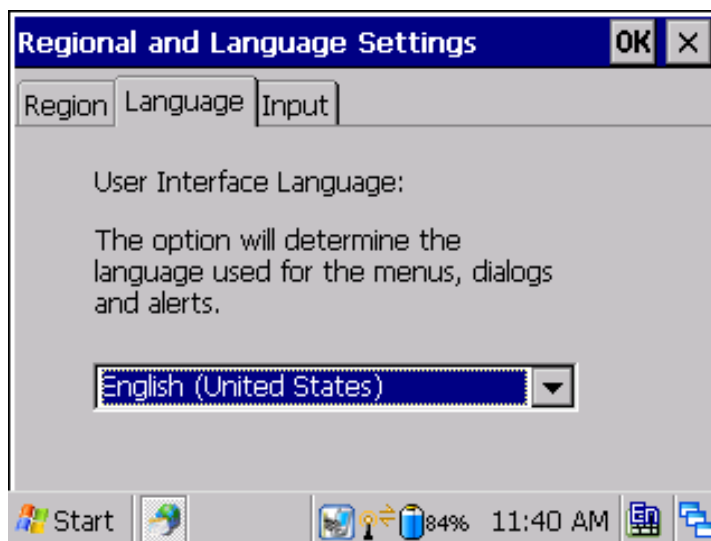 Regional and Language Settings OK ×
Region Language Input
User Interface Language:
The option will determine the
language used for the menus, dialogs
and alerts.
English (United States)
Start 84% 11:40 AM